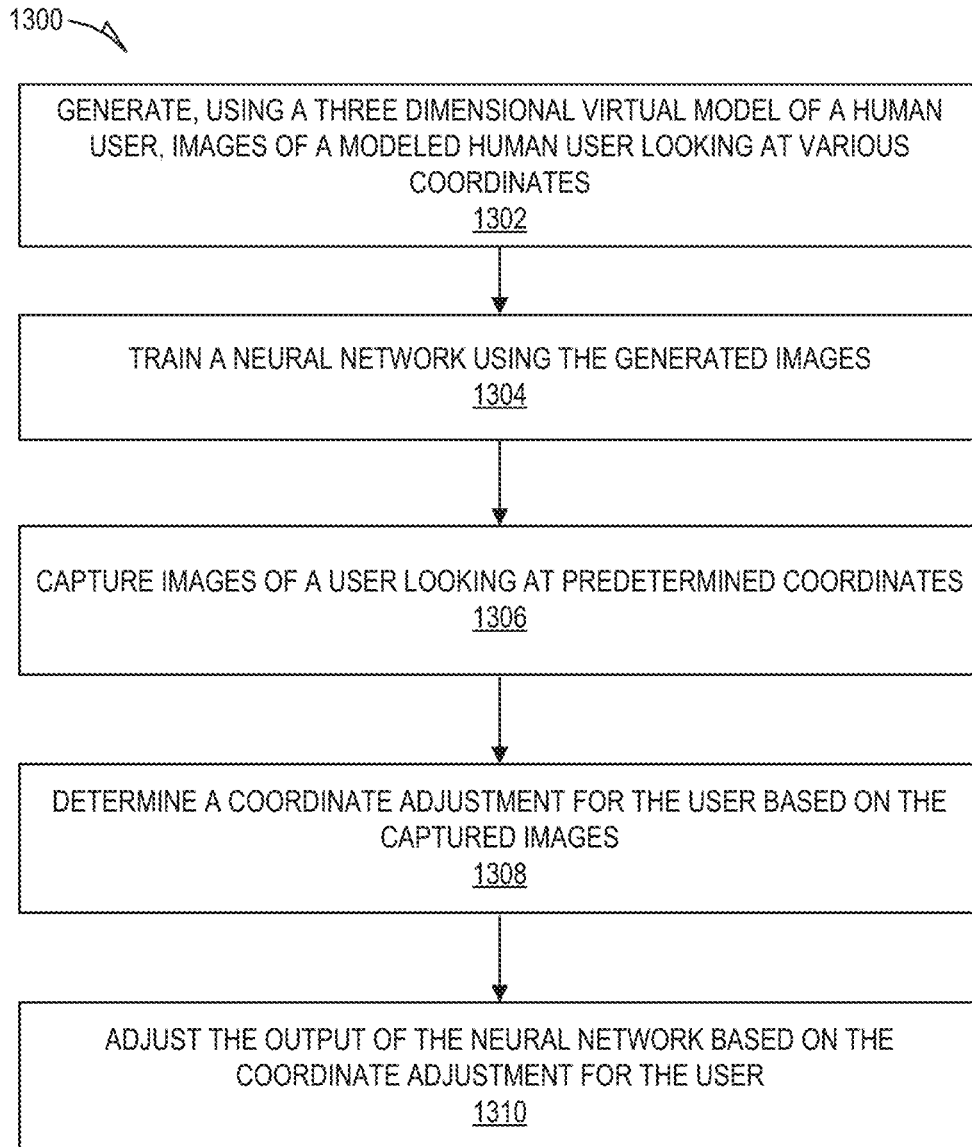 1300
GENERATE, USING A THREE DIMENSIONAL VIRTUAL MODEL OF A HUMAN
USER, IMAGES OF A MODELED HUMAN USER LOOKING AT VARIOUS
COORDINATES
1302
TRAIN A NEURAL NETWORK USING THE GENERATED IMAGES
1304
CAPTURE IMAGES OF A USER LOOKING AT PREDETERMINED COORDINATES
1306
DETERMINE A COORDINATE ADJUSTMENT FOR THE USER BASED ON THE
CAPTURED IMAGES
1308
ADJUST THE OUTPUT OF THE NEURAL NETWORK BASED ON THE
COORDINATE ADJUSTMENT FOR THE USER
1310